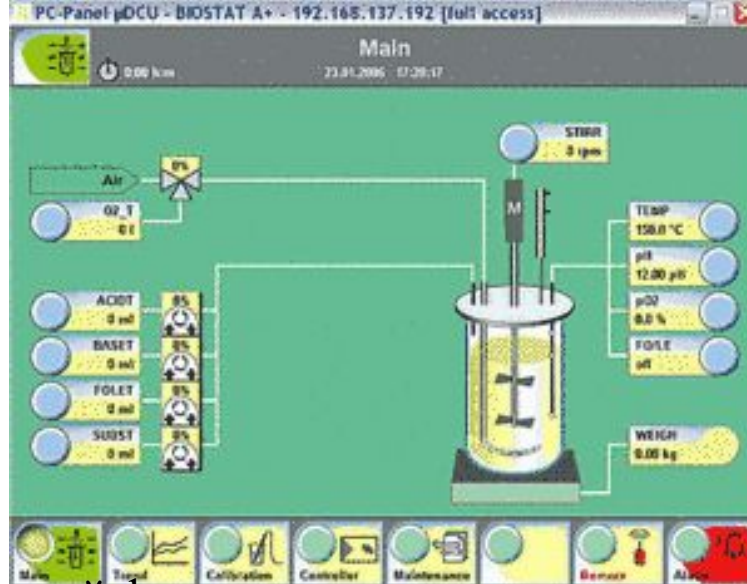 PC-Panel µDCU - BIOSTAT A+ - 192.168.137.192 [full access]
Main
0:00 h:m
23.01.2006 17:20:17
STIRR
0 rpm
Air
0%
O2_T
0 l
M
TEMP
150.0 °C
pH
12.00 pH
pO2
0.0 %
FO/LE
off
ACIDT
0 ml
0%
BASET
0 ml
0%
FOLET
0 ml
0%
SUBST
0 ml
0%
WEIGH
0.00 kg
Main
Trend
Calibration
Controller
Maintenance
Remote
Alarm